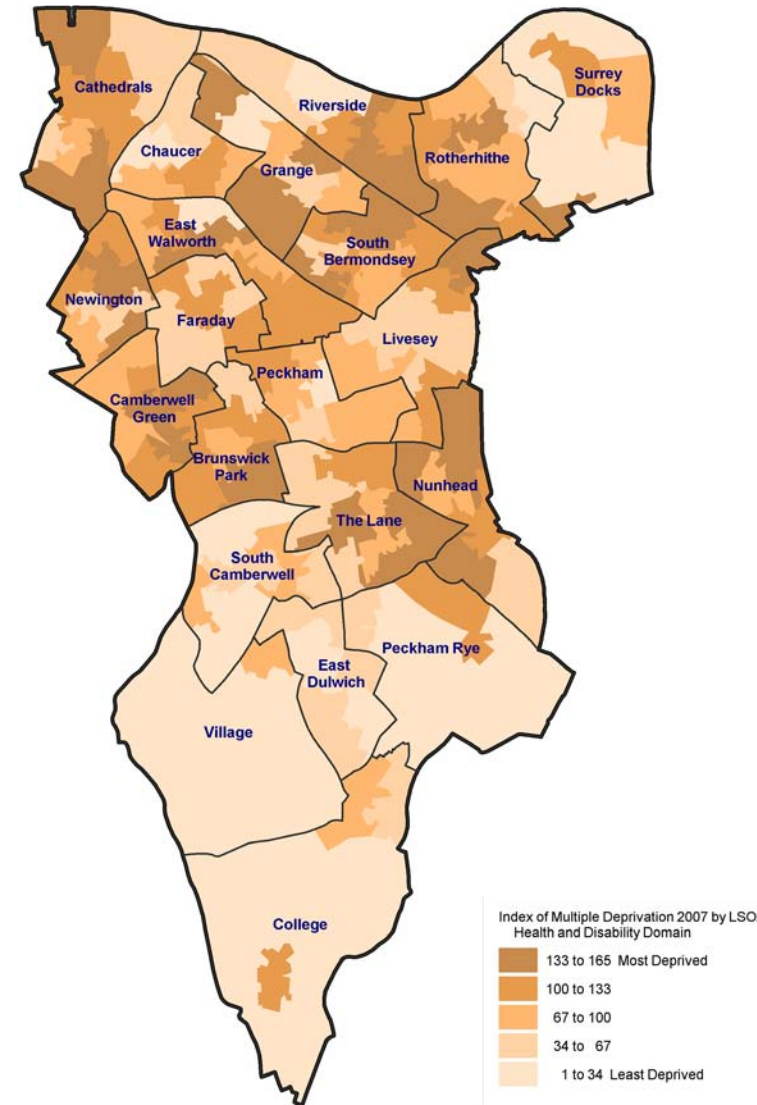 Surrey
Docks
Cathedrals
Riverside
Chaucer
Rotherhithe
Grange
East
Walworth
South
Bermondsey
Newington
Faraday
Livesey
Peckham
Camberwell
Green
Brunswick
Park
Nunhead
The Lane
South
Camberwell
Peckham Rye
East
Dulwich
Village
College
Index of Multiple Deprivation 2007 by LSO
Health and Disability Domain
133 to 165 Most Deprived
100 to 133
67 to 100
34 to 67
1 to 34 Least Deprived